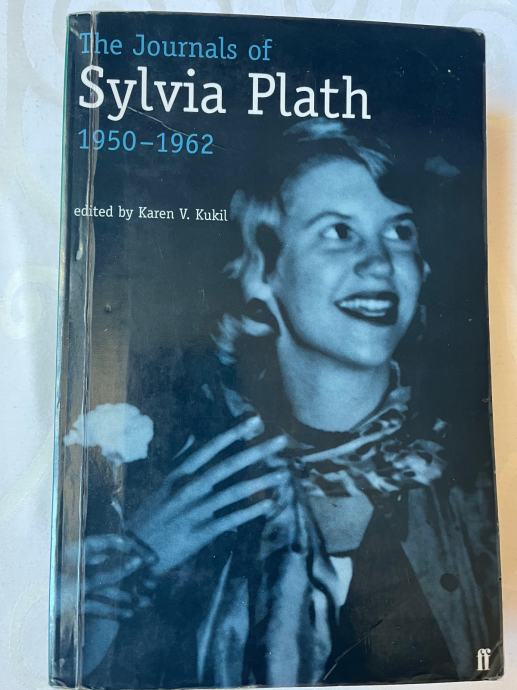 The Journals of
Sylvia Plath
1950–1962
edited by Karen V. Kukil
ff